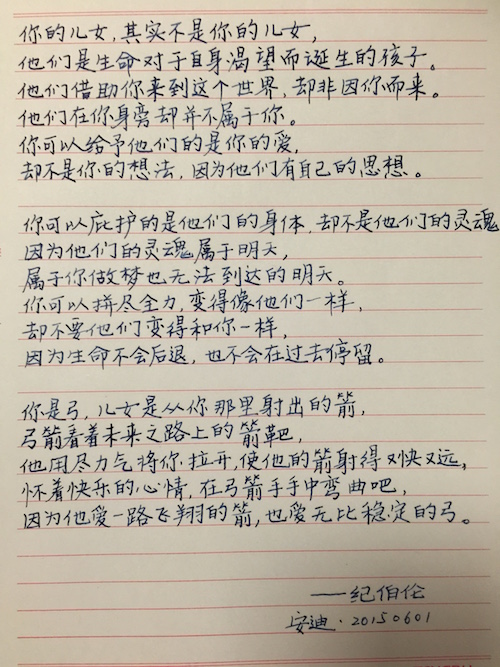 你的儿女，其实不是你的儿女，
他们是生命对于自身渴望而诞生的孩子。
他们借助你来到这个世界，却非因你而来。
他们在你身旁却并不属于你。
你可以给予他们的是你的爱，
却不是你的想法，因为他们有自己的思想。
你可以庇护的是他们的身体，却不是他们的灵魂
因为他们的灵魂属于明天，
属于你做梦也无法到达的明天。
你可以拼尽全力，变得像他们一样，
却不要他们变得和你一样，
因为生命不会后退，也不会在过去停留。
你是弓，儿女是从你那里射出的箭，
弓箭看着未来之路上的箭靶，
他用尽力气将你拉开，使他的箭射得又快又远，
怀着快乐的心情，在弓箭手手中弯曲吧，
因为他爱一路飞翔的箭，也爱无比稳定的弓。
——纪伯伦
安迪·20150601